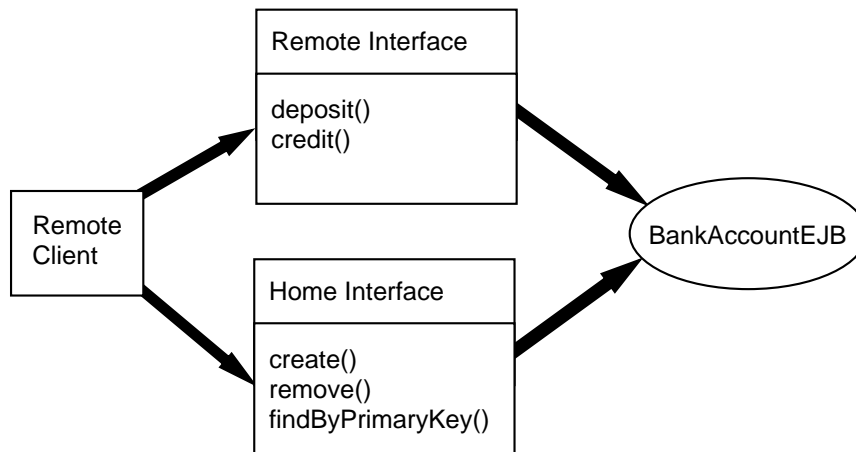 Remote Interface
deposit()
credit()
Remote
Client
BankAccountEJB
Home Interface
create()
remove()
findByPrimaryKey()